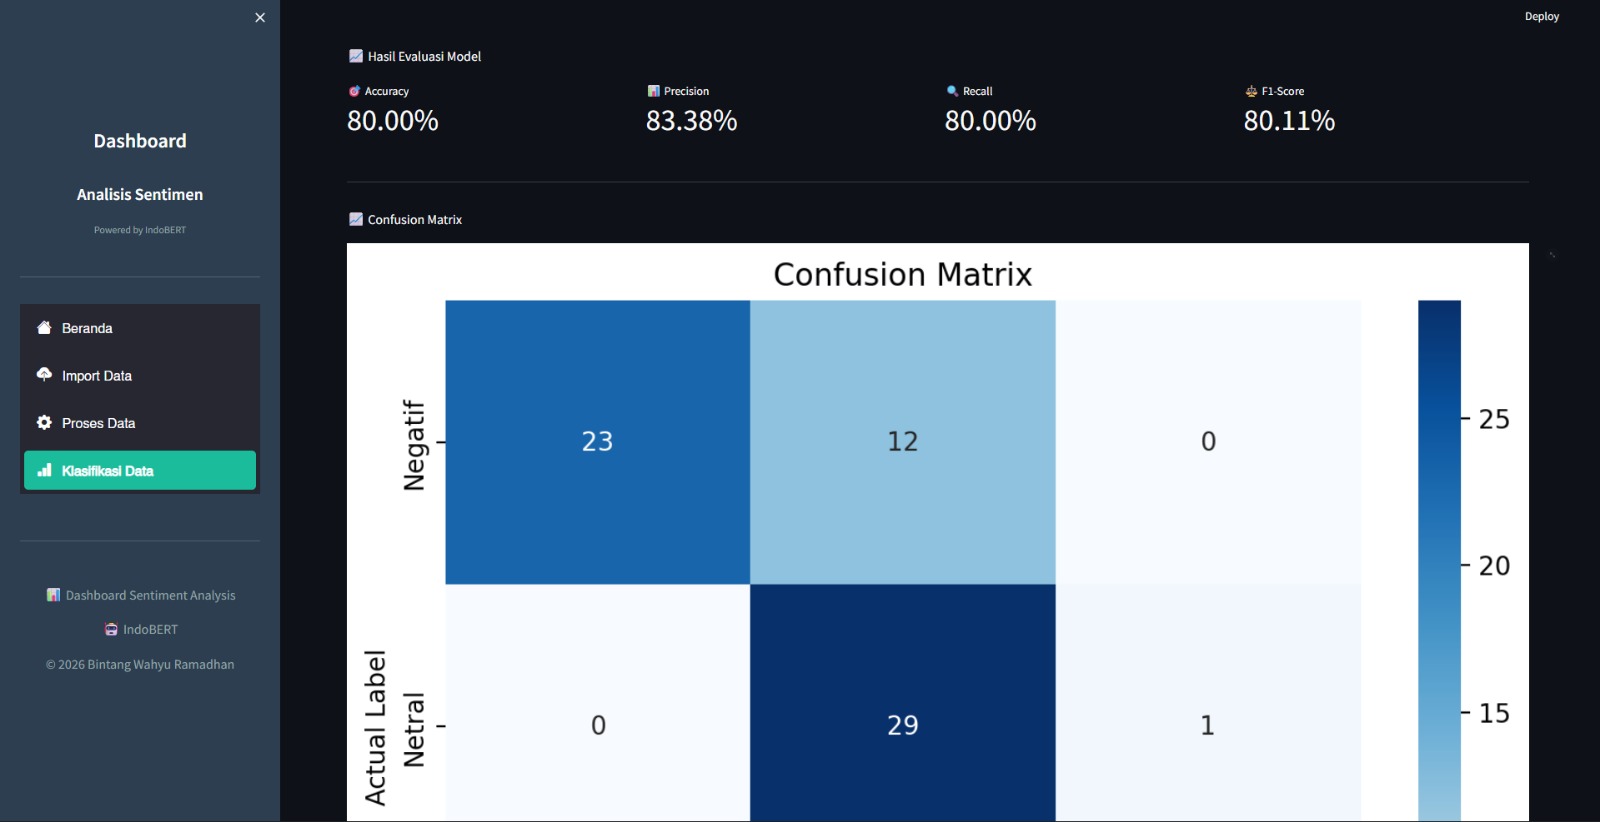 Dashboard
Analisis Sentimen
Powered by IndoBERT
Beranda
Import Data
Proses Data
Klasifikasi Data
Dashboard Sentiment Analysis
IndoBERT
© 2026 Bintang Wahyu Ramadhan
Deploy
Hasil Evaluasi Model
Accuracy
80.00%
Precision
83.38%
Recall
80.00%
F1-Score
80.11%
Confusion Matrix
Confusion Matrix
Negatif
23 12 0
Actual Label
Netral
0 29 1
25
20
15